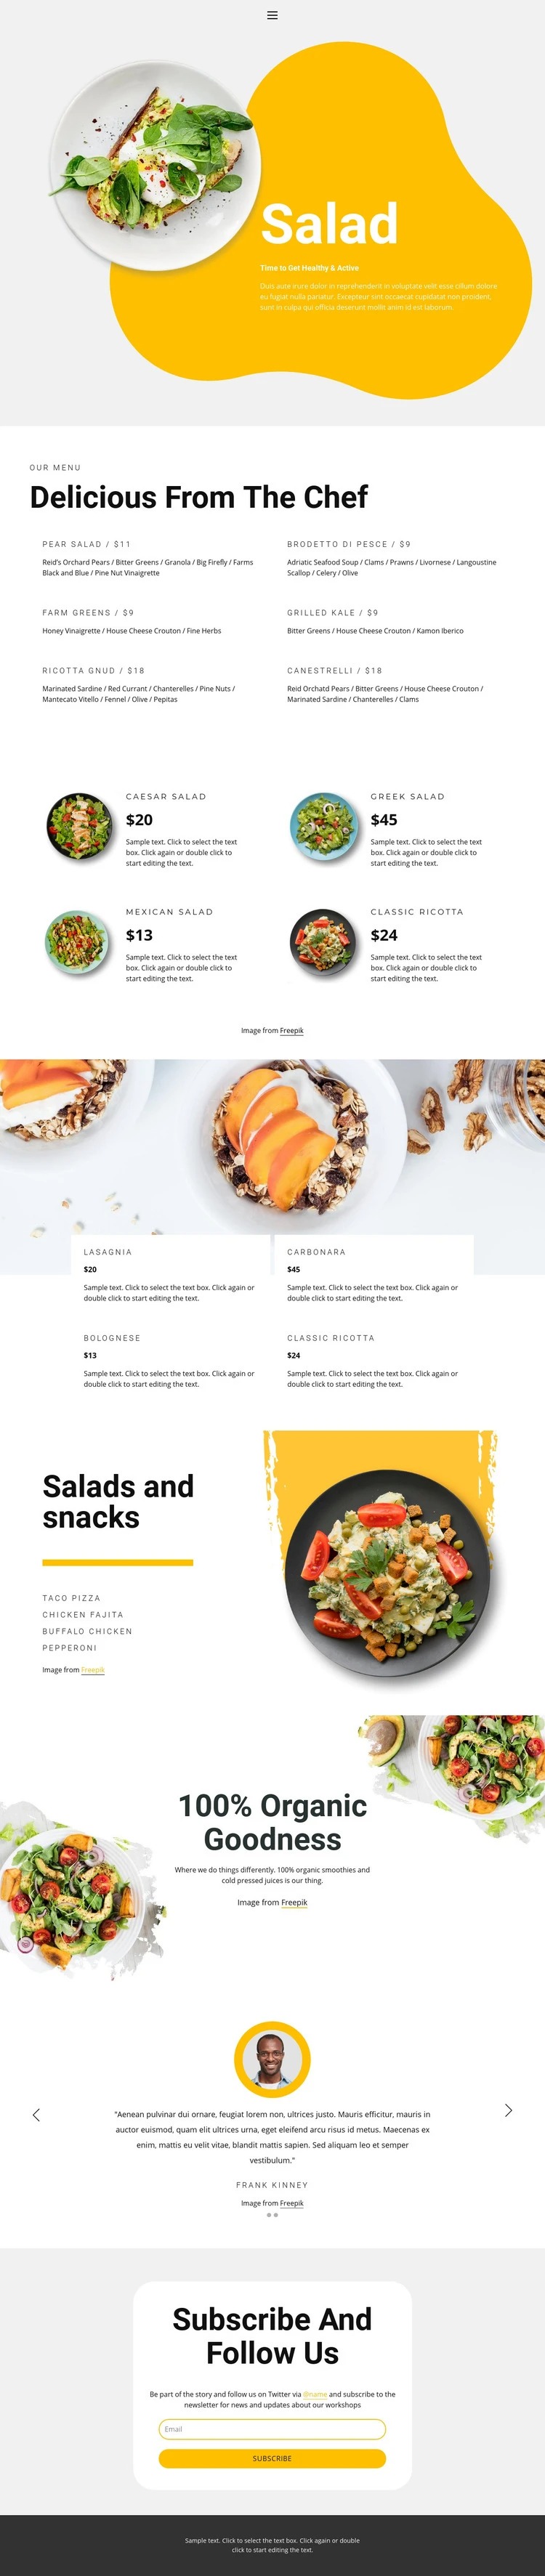 Salad
Time to Get Healthy & Active
Duis aute irure dolor in reprehenderit in voluptate velit esse cillum dolore
eu fugiat nulla pariatur. Excepteur sint occaecat cupidatat non proident,
sunt in culpa qui officia deserunt mollit anim id est laborum.
OUR MENU
Delicious From The Chef
PEAR SALAD / $11
Reid's Orchard Pears / Bitter Greens / Granola / Big Firefly / Farms
Black and Blue / Pine Nut Vinaigrette
BRODETTO DI PESCE / $9
Adriatic Seafood Soup / Clams / Prawns / Livornese / Langoustine
Scallop / Celery / Olive
FARM GREENS / $9
Honey Vinaigrette / House Cheese Crouton / Fine Herbs
GRILLED KALE / $9
Bitter Greens / House Cheese Crouton / Kamon Iberico
RICOTTA GNUD / $18
Marinated Sardine / Red Currant / Chanterelles / Pine Nuts /
Mantecato Vitello / Fennel / Olive / Pepitas
CANESTRELLI / $18
Reid Orchatd Pears / Bitter Greens / House Cheese Crouton /
Marinated Sardine / Chanterelles / Clams
CAESAR SALAD
$20
Sample text. Click to select the text
box. Click again or double click to
start editing the text.
GREEK SALAD
$45
Sample text. Click to select the text
box. Click again or double click to
start editing the text.
MEXICAN SALAD
$13
Sample text. Click to select the text
box. Click again or double click to
start editing the text.
CLASSIC RICOTTA
$24
Sample text. Click to select the text
box. Click again or double click to
start editing the text.
Image from Freepik
LASAGNIA
$20
Sample text. Click to select the text box. Click again or
double click to start editing the text.
CARBONARA
$45
Sample text. Click to select the text box. Click again or
double click to start editing the text.
BOLOGNESE
$13
Sample text. Click to select the text box. Click again or
double click to start editing the text.
CLASSIC RICOTTA
$24
Sample text. Click to select the text box. Click again or
double click to start editing the text.
Salads and
snacks
TACO PIZZA
CHICKEN FAJITA
BUFFALO CHICKEN
PEPPERONI
Image from Freepik
100% Organic
Goodness
Where we do things differently. 100% organic smoothies and
cold pressed juices is our thing.
Image from Freepik
"Aenean pulvinar dui ornare, feugiat lorem non, ultrices justo. Mauris efficitur, mauris in
auctor euismod, quam elit ultrices urna, eget eleifend arcu risus id metus. Maecenas ex
enim, mattis eu velit vitae, blandit mattis sapien. Sed aliquam leo et semper
vestibulum."
FRANK KINNEY
Image from Freepik
Subscribe And
Follow Us
Be part of the story and follow us on Twitter via @name and subscribe to the
newsletter for news and updates about our workshops
Email
SUBSCRIBE
Sample text. Click to select the text box. Click again or double
click to start editing the text.